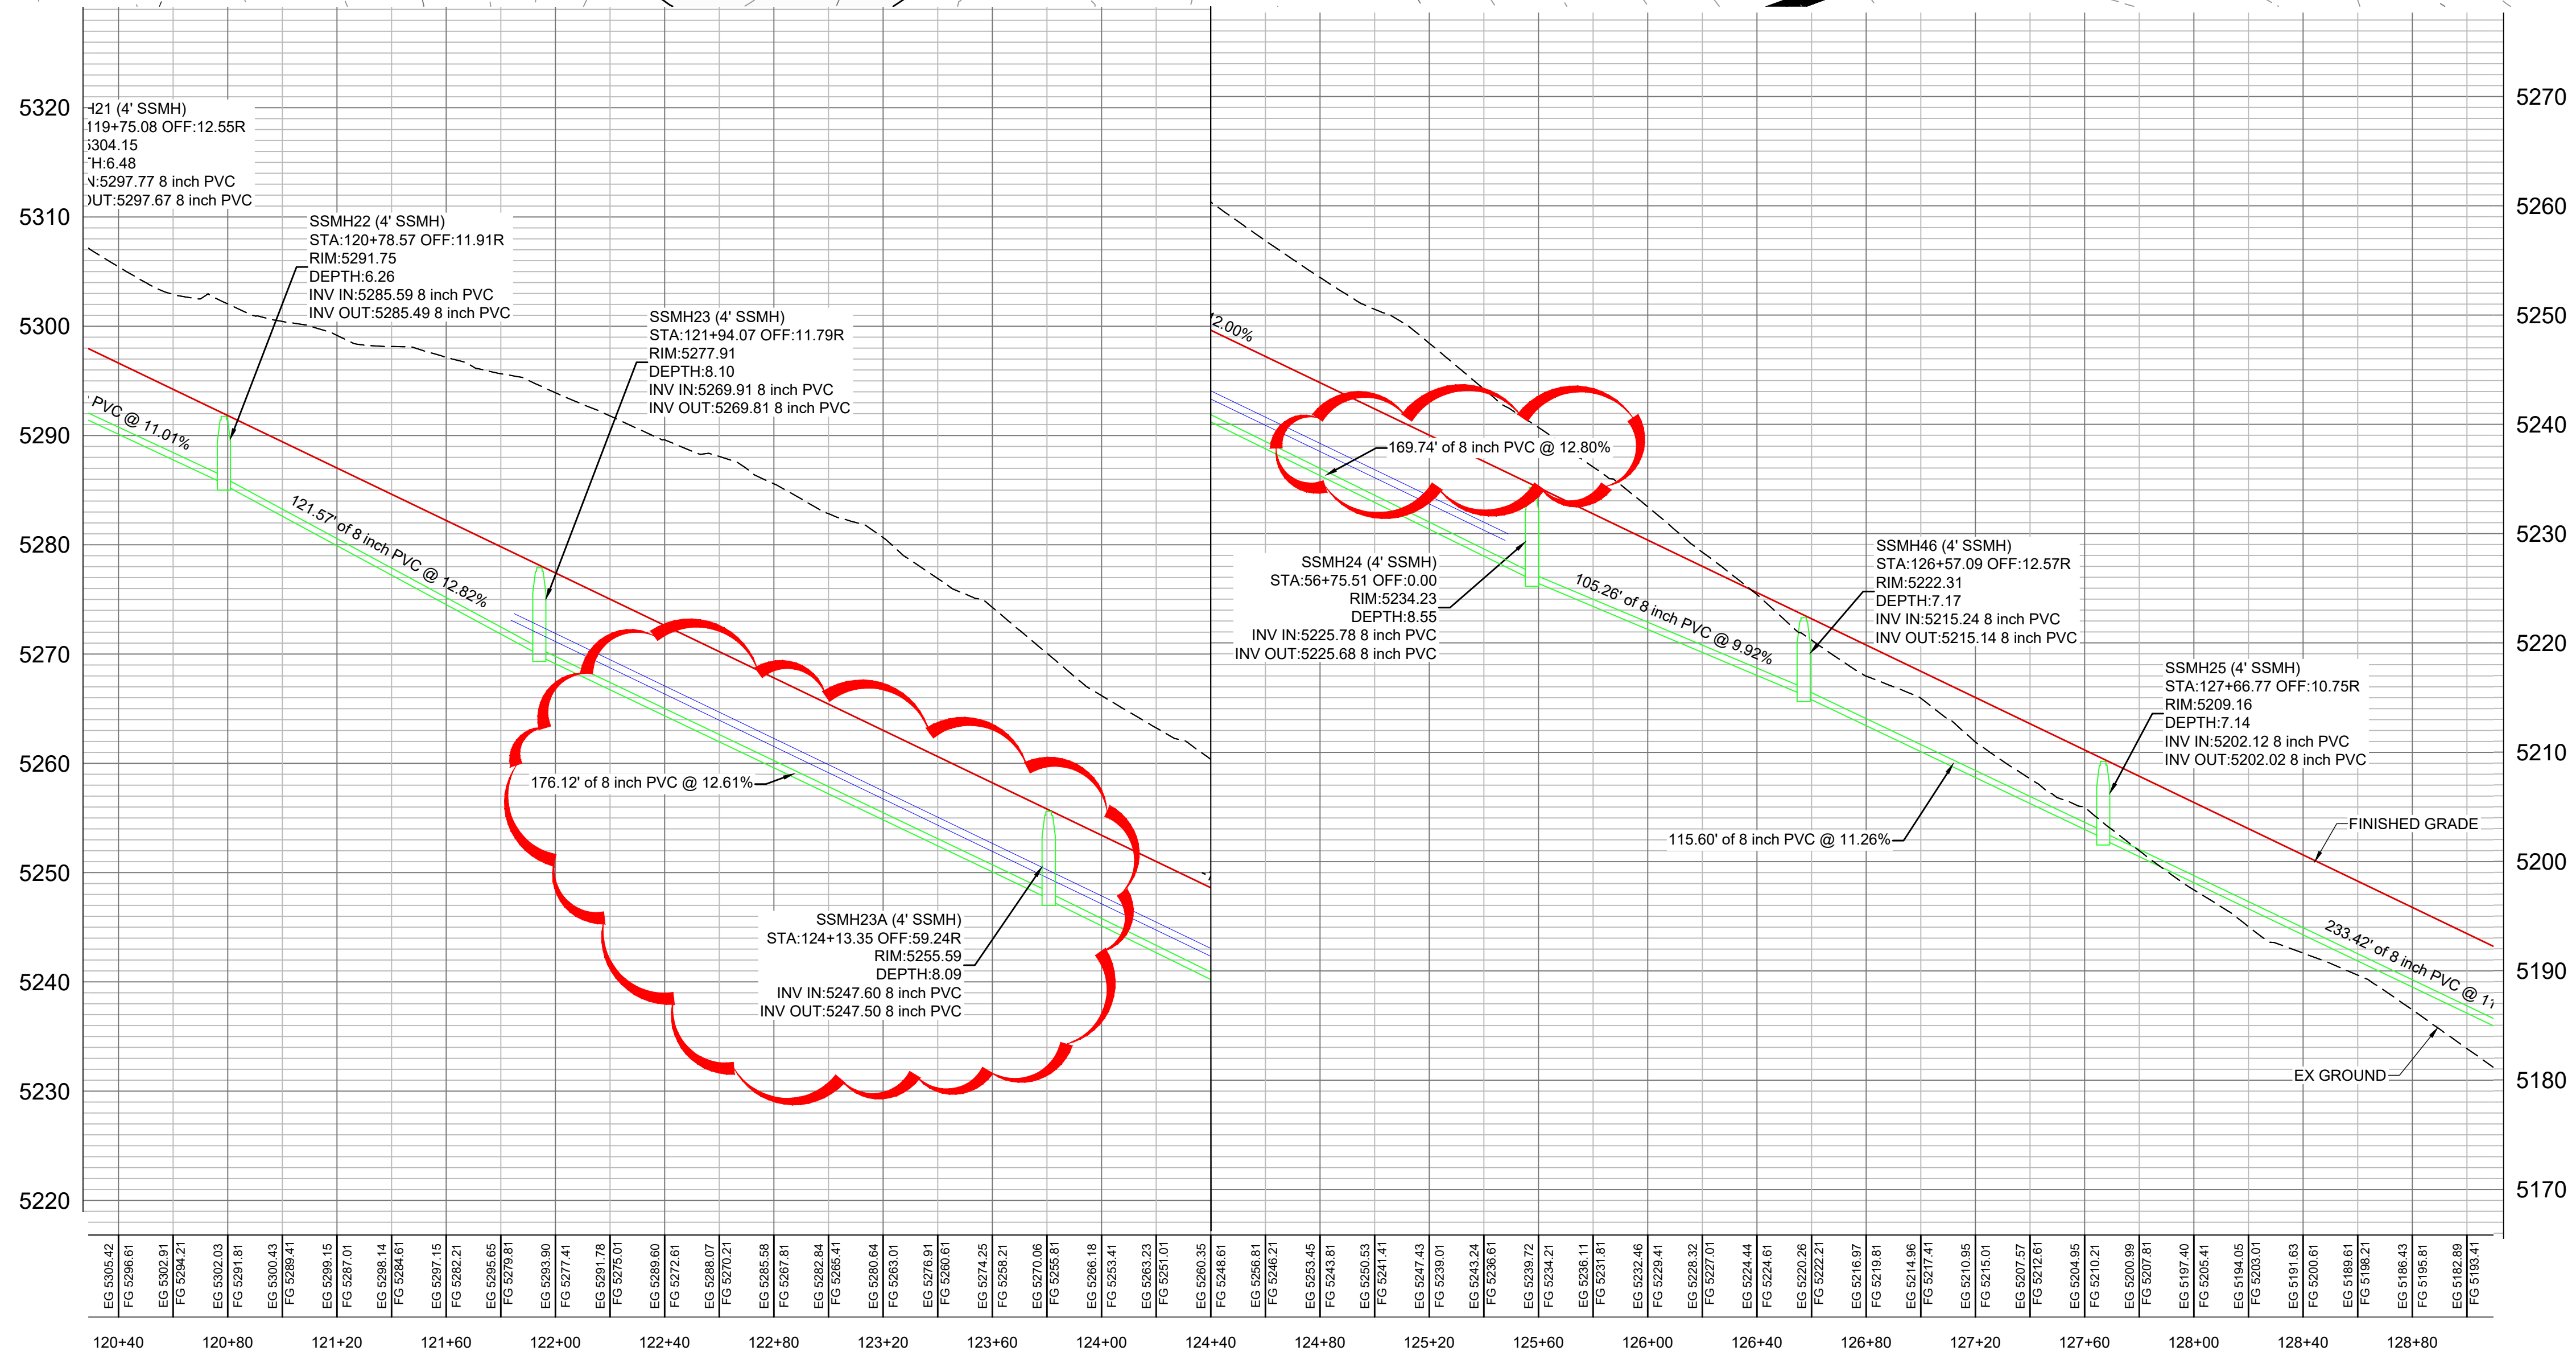 5320
5310
5300
5290
5280
5270
5260
5250
5240
5230
5220
H21 (4' SSMH)
119+75.08 OFF:12.55R
5304.15
TH:6.48
N:5297.77 8 inch PVC
OUT:5297.67 8 inch PVC
SSMH22 (4' SSMH)
STA:120+78.57 OFF:11.91R
RIM:5291.75
DEPTH:6.26
INV IN:5285.59 8 inch PVC
INV OUT:5285.49 8 inch PVC
SSMH23 (4' SSMH)
STA:121+94.07 OFF:11.79R
RIM:5277.91
DEPTH:8.10
INV IN:5269.91 8 inch PVC
INV OUT:5269.81 8 inch PVC
PVC @ 11.01%
121.57' of 8 inch PVC @ 12.82%
176.12' of 8 inch PVC @ 12.61%
SSMH23A (4' SSMH)
STA:124+13.35 OFF:59.24R
RIM:5255.59
DEPTH:8.09
INV IN:5247.60 8 inch PVC
INV OUT:5247.50 8 inch PVC
2.00%
169.74' of 8 inch PVC @ 12.80%
SSMH24 (4' SSMH)
STA:56+75.51 OFF:0.00
RIM:5234.23
DEPTH:8.55
INV IN:5225.78 8 inch PVC
INV OUT:5225.68 8 inch PVC
105.26' of 8 inch PVC @ 9.92%
SSMH46 (4' SSMH)
STA:126+57.09 OFF:12.57R
RIM:5222.31
DEPTH:7.17
INV IN:5215.24 8 inch PVC
INV OUT:5215.14 8 inch PVC
SSMH25 (4' SSMH)
STA:127+66.77 OFF:10.75R
RIM:5209.16
DEPTH:7.14
INV IN:5202.12 8 inch PVC
INV OUT:5202.02 8 inch PVC
115.60' of 8 inch PVC @ 11.26%
FINISHED GRADE
233.42' of 8 inch PVC @ 11
EX GROUND
5270
5260
5250
5240
5230
5220
5210
5200
5190
5180
5170
EG 5305.42
FG 5296.61
EG 5302.91
FG 5294.21
EG 5302.03
FG 5291.81
EG 5300.43
FG 5289.41
EG 5299.15
FG 5287.01
EG 5298.14
FG 5284.61
EG 5297.15
FG 5282.21
EG 5295.65
FG 5279.81
EG 5293.90
FG 5277.41
EG 5291.78
FG 5275.01
EG 5289.60
FG 5272.61
EG 5288.07
FG 5270.21
EG 5285.58
FG 5267.81
EG 5282.84
FG 5265.41
EG 5280.64
FG 5263.01
EG 5276.91
FG 5260.61
EG 5274.25
FG 5258.21
EG 5270.06
FG 5255.81
EG 5266.18
FG 5253.41
EG 5263.23
FG 5251.01
EG 5260.35
FG 5248.61
EG 5256.81
FG 5246.21
EG 5253.45
FG 5243.81
EG 5250.53
FG 5241.41
EG 5247.43
FG 5239.01
EG 5243.24
FG 5236.61
EG 5239.72
FG 5234.21
EG 5236.11
FG 5231.81
EG 5232.46
FG 5229.41
EG 5228.32
FG 5227.01
EG 5224.44
FG 5224.61
EG 5220.26
FG 5222.21
EG 5216.97
FG 5219.81
EG 5214.96
FG 5217.41
EG 5210.95
FG 5215.01
EG 5207.57
FG 5212.61
EG 5204.95
FG 5210.21
EG 5200.99
FG 5207.81
EG 5197.40
FG 5205.41
EG 5194.05
FG 5203.01
EG 5191.63
FG 5200.61
EG 5189.61
FG 5198.21
EG 5186.43
FG 5195.81
EG 5182.89
FG 5193.41
120+40
120+80
121+20
121+60
122+00
122+40
122+80
123+20
123+60
124+00
124+40
124+80
125+20
125+60
126+00
126+40
126+80
127+20
127+60
128+00
128+40
128+80